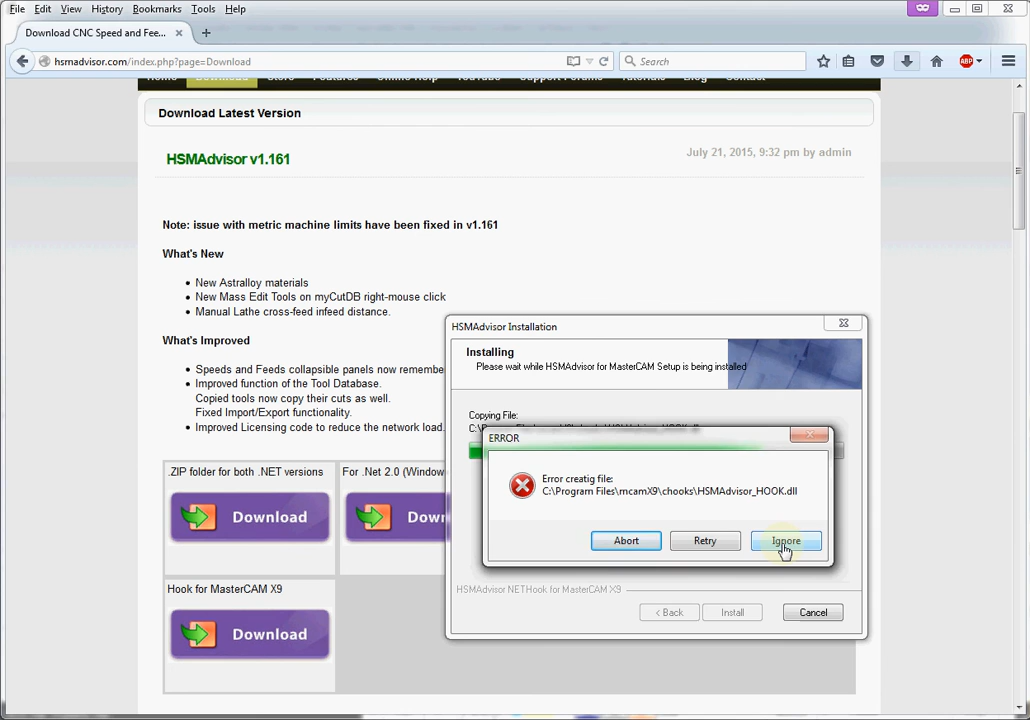 File Edit View History Bookmarks Tools Help
Download CNC Speed and Fee...
hsmadvisor.com/index.php?page=Download
Search
ABP
Download Latest Version
HSMAdvisor v1.161
July 21, 2015, 9:32 pm by admin
Note: issue with metric machine limits have been fixed in v1.161
What's New
New Astralloy materials
New Mass Edit Tools on myCutDB right-mouse click
Manual Lathe cross-feed infeed distance.
What's Improved
Speeds and Feeds collapsible panels now remembe
Improved function of the Tool Database.
Copied tools now copy their cuts as well.
Fixed Import/Export functionality.
Improved Licensing code to reduce the network load.
.ZIP folder for both .NET versions
For .Net 2.0 (Window
Download
Down
Hook for MasterCAM X9
Download
HSMAdvisor Installation
Installing
Please wait while HSMAdvisor for MasterCAM Setup is being installed
Copying File:
ERROR
Error creatig file:
C:\Program Files\mcamX9\chooks\HSMAdvisor_HOOK.dll
Abort Retry Ignore
HSMAdvisor NETHook for MasterCAM X9
< Back Install Cancel